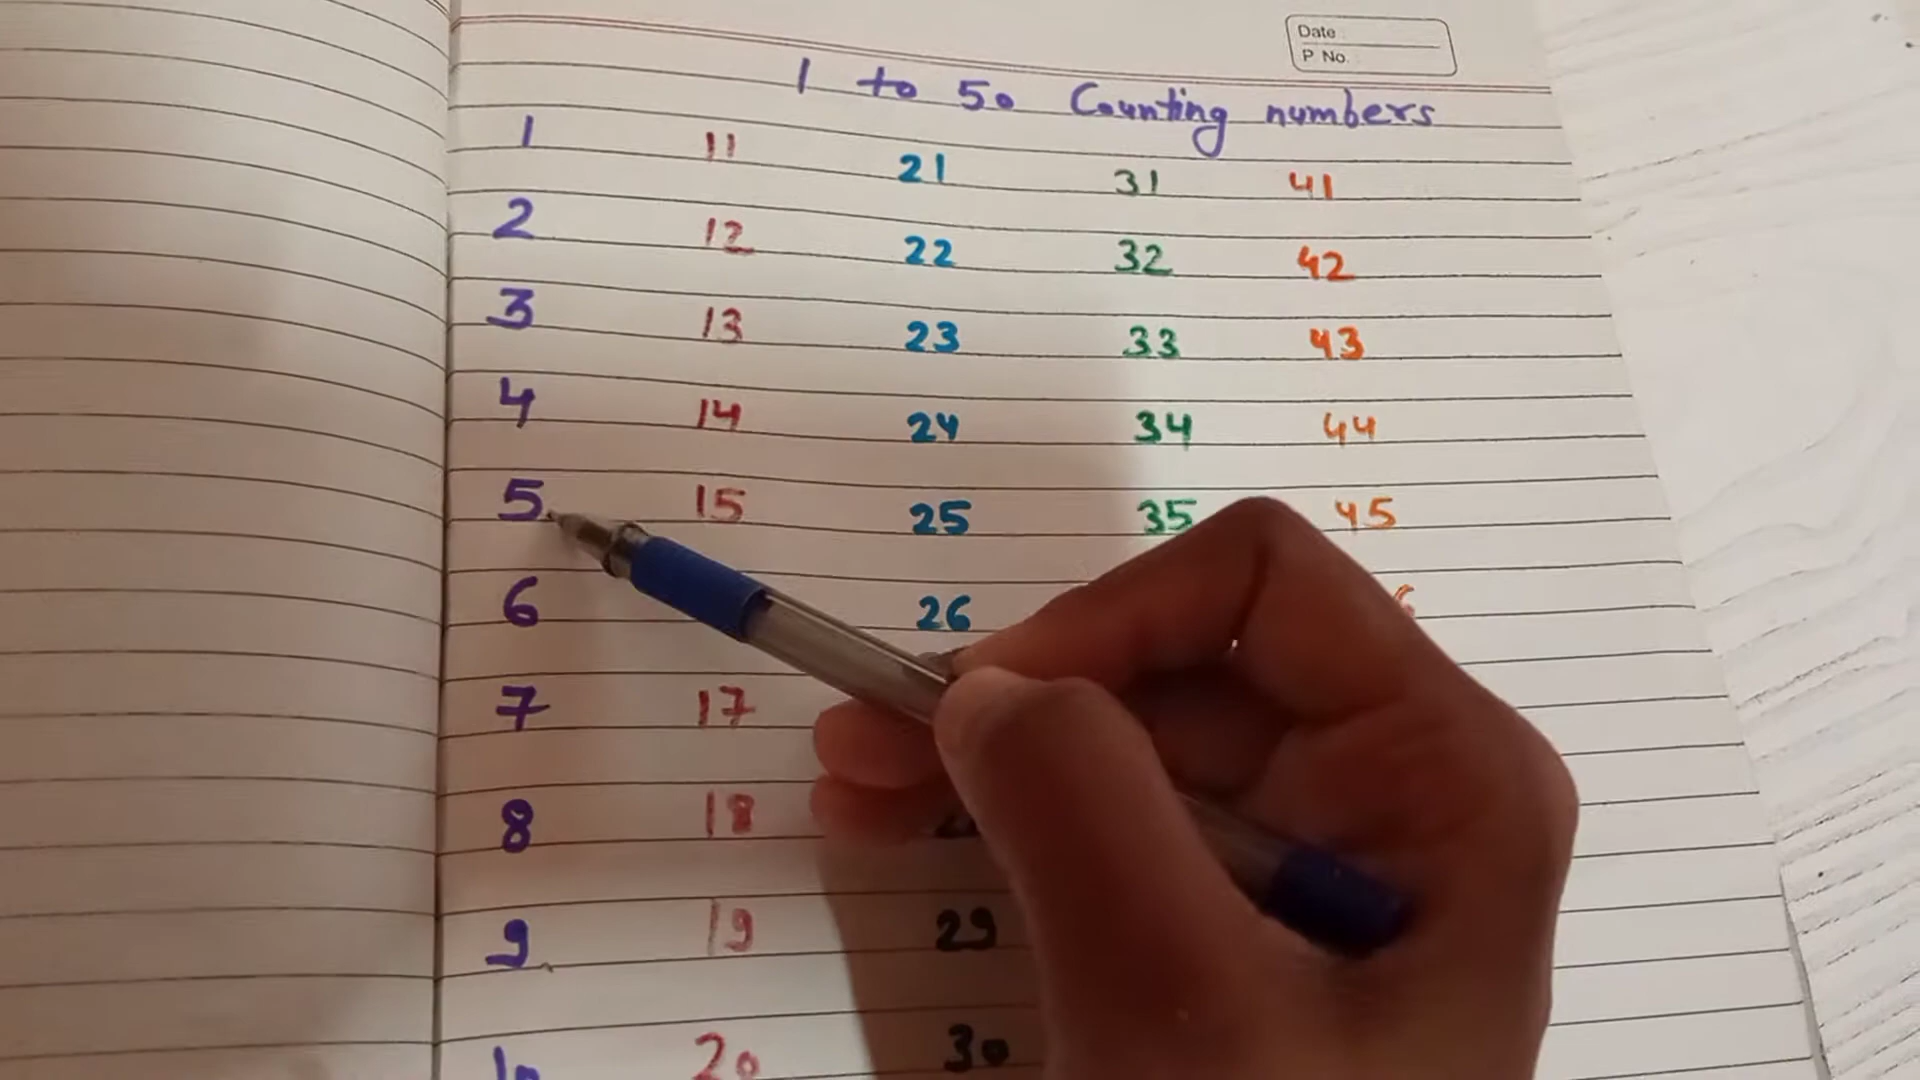 Date
P No.
1 to 50 Counting numbers
1 11 21 31 41
2 12 22 32 42
3 13 23 33 43
4 14 24 34 44
5 15 25 35 45
6 26 6
7 17
8 18
9 19 29
10 20 30